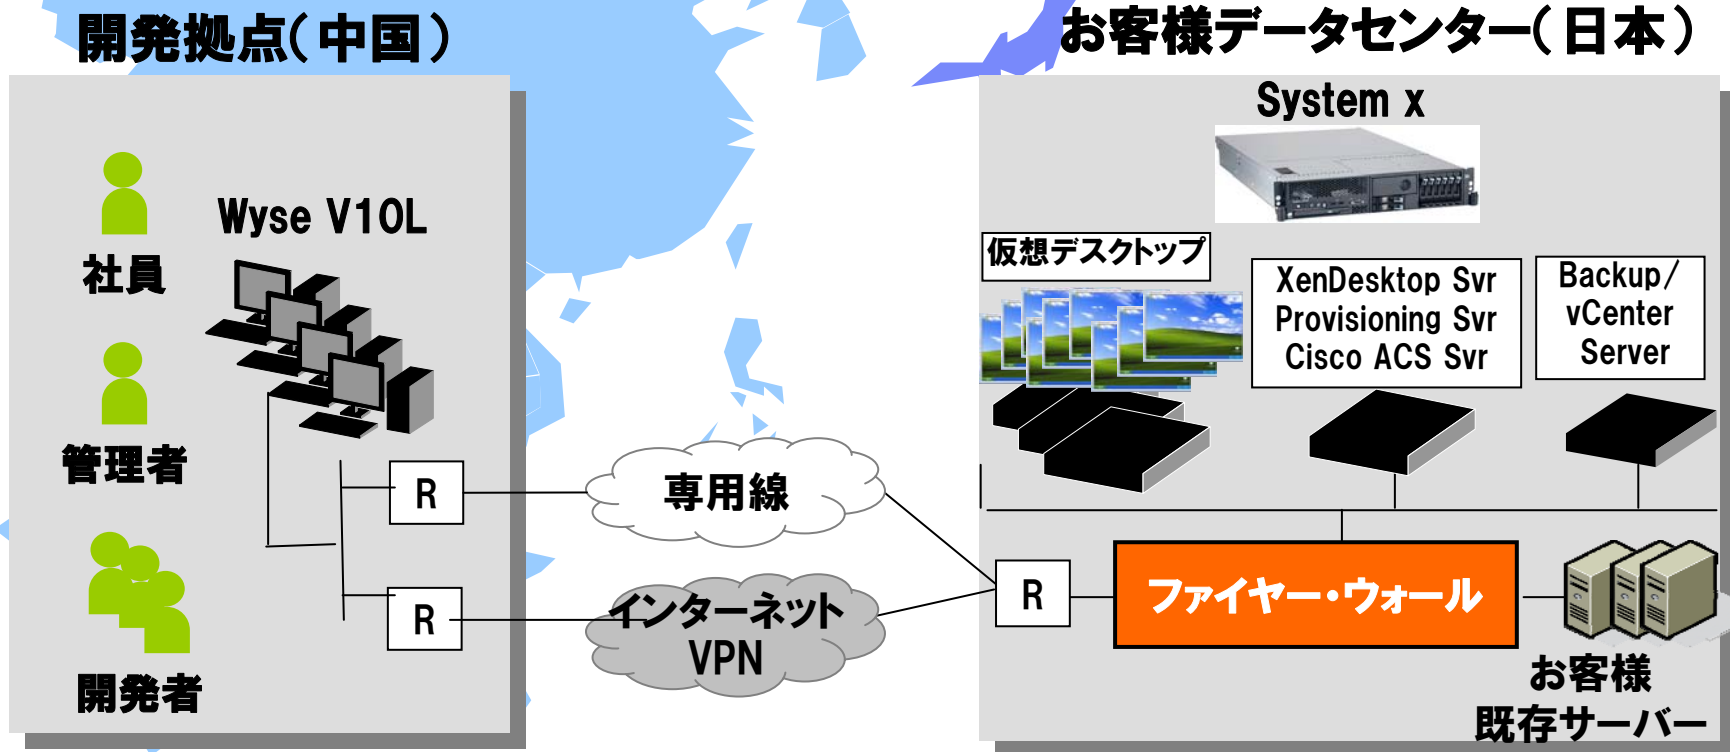 開発拠点(中国)
お客様データセンター(日本)
System x
Wyse V10L
社員
管理者
開発者
仮想デスクトップ
XenDesktop Svr
Provisioning Svr
Cisco ACS Svr
Backup/
vCenter
Server
R
R
専用線
インターネット
VPN
R
ファイヤー・ウォール
お客様
既存サーバー